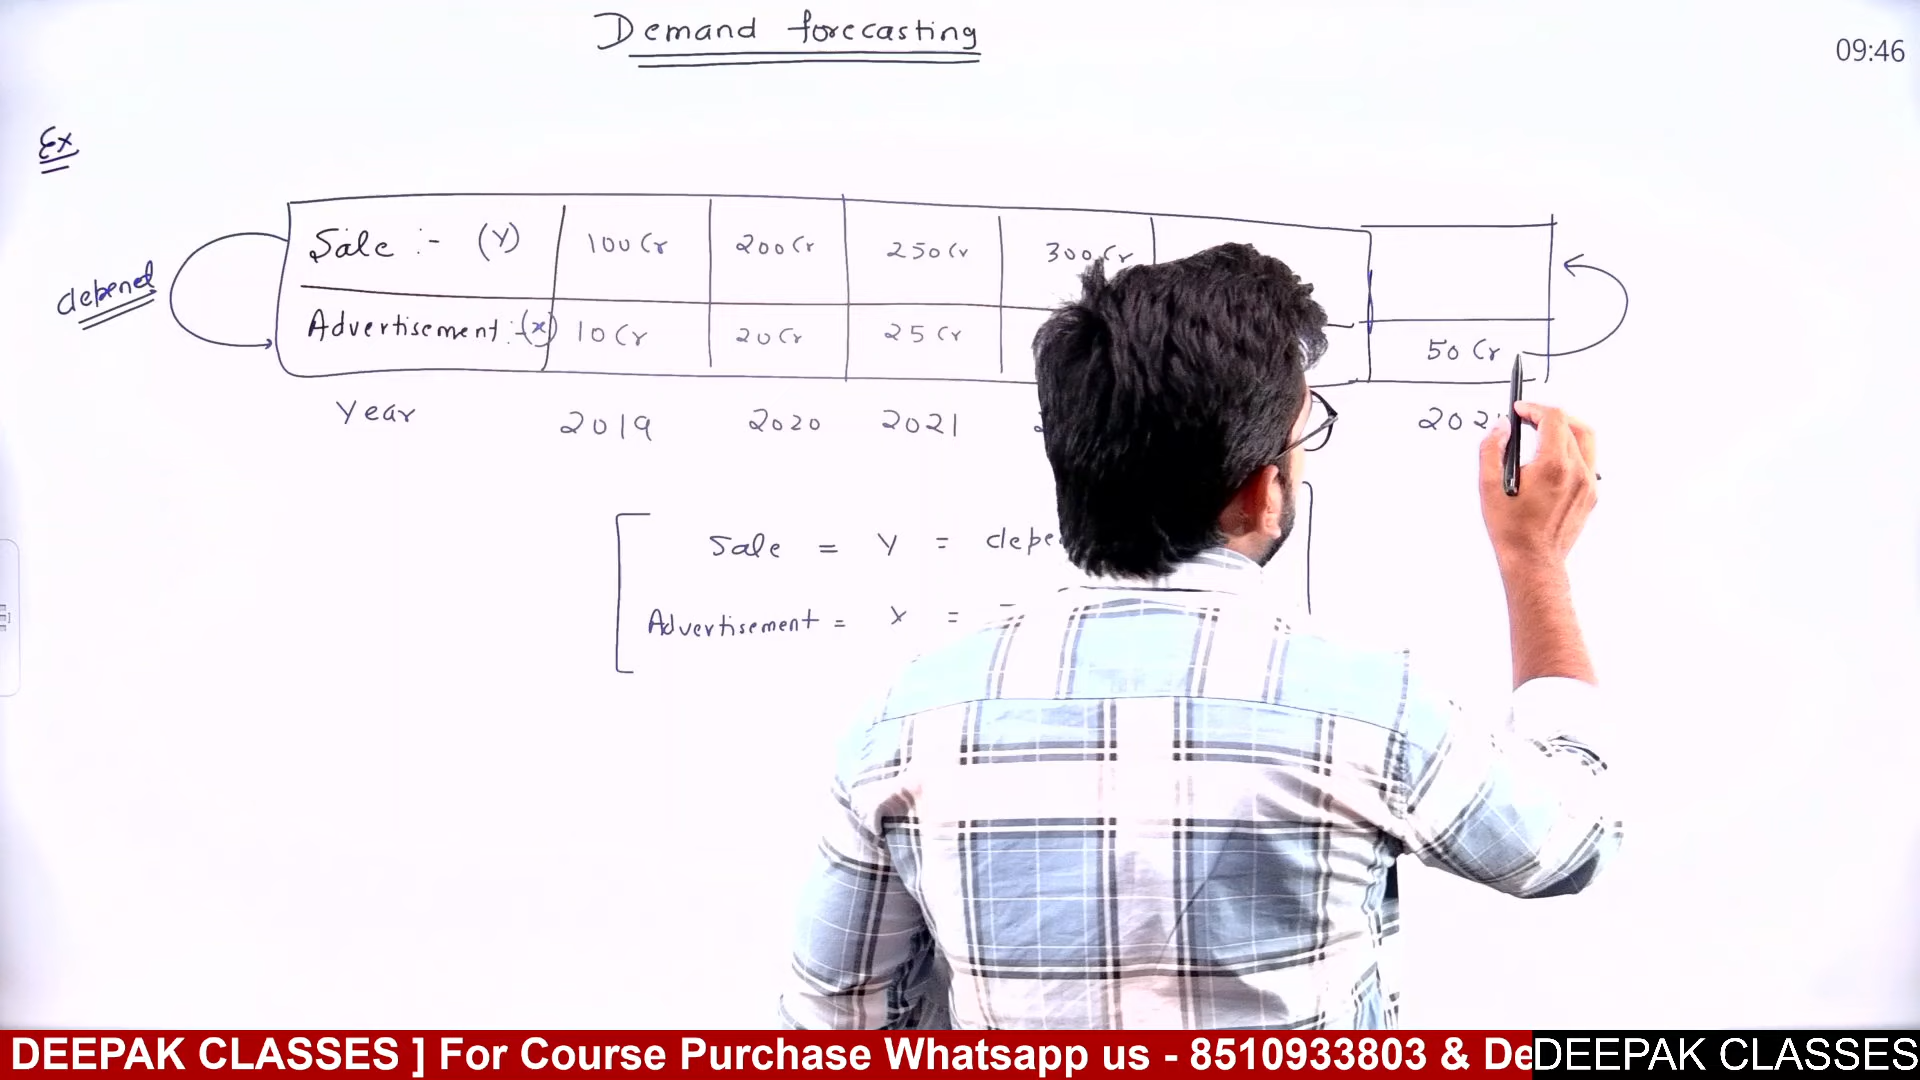 Demand forecasting
09:46
Ex
Sale :- (Y) 100 Cr 200 Cr 250 Cr 300 Cr
depened
Advertisement :- (x) 10 Cr 20 Cr 25 Cr 50 Cr
Year 2019 2020 2021
Sale = Y =
Advertisement = X =
DEEPAK CLASSES ] For Course Purchase Whatsapp us - 8510933803 & De
DEEPAK CLASSES